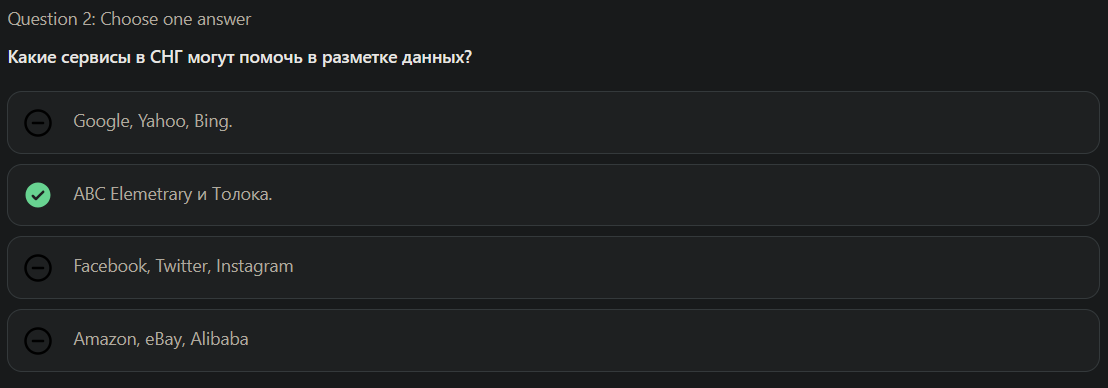 Question 2: Choose one answer
Какие сервисы в СНГ могут помочь в разметке данных?
Google, Yahoo, Bing.
ABC Elemetrary и Толока.
Facebook, Twitter, Instagram
Amazon, eBay, Alibaba